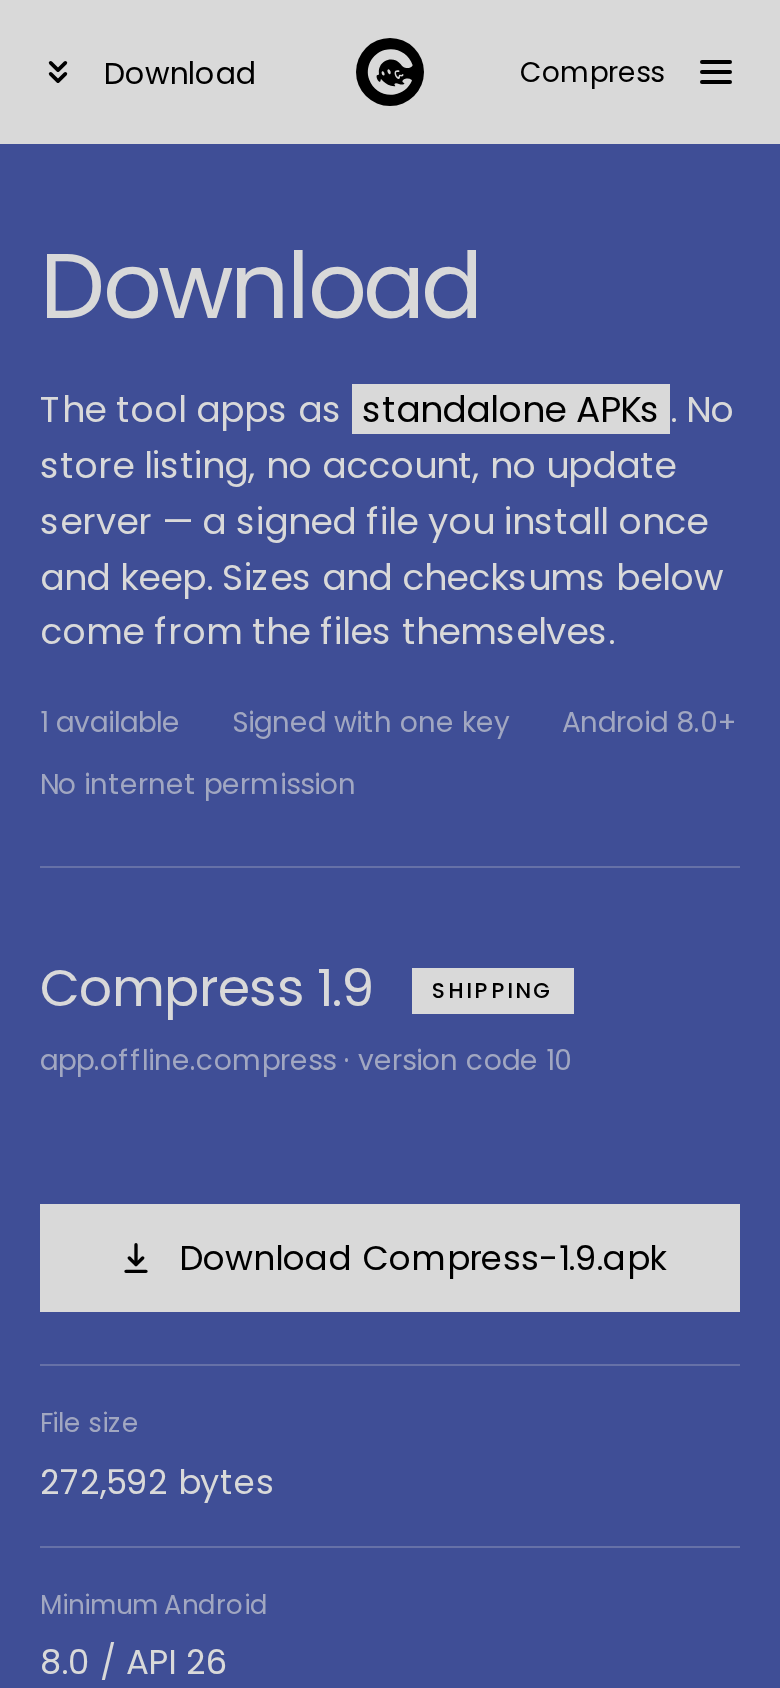 Download
Compress
Download
The tool apps as standalone APKs. No
store listing, no account, no update
server — a signed file you install once
and keep. Sizes and checksums below
come from the files themselves.
1 available Signed with one key Android 8.0+
No internet permission
Compress 1.9 SHIPPING
app.offline.compress · version code 10
Download Compress-1.9.apk
File size
272,592 bytes
Minimum Android
8.0 / API 26